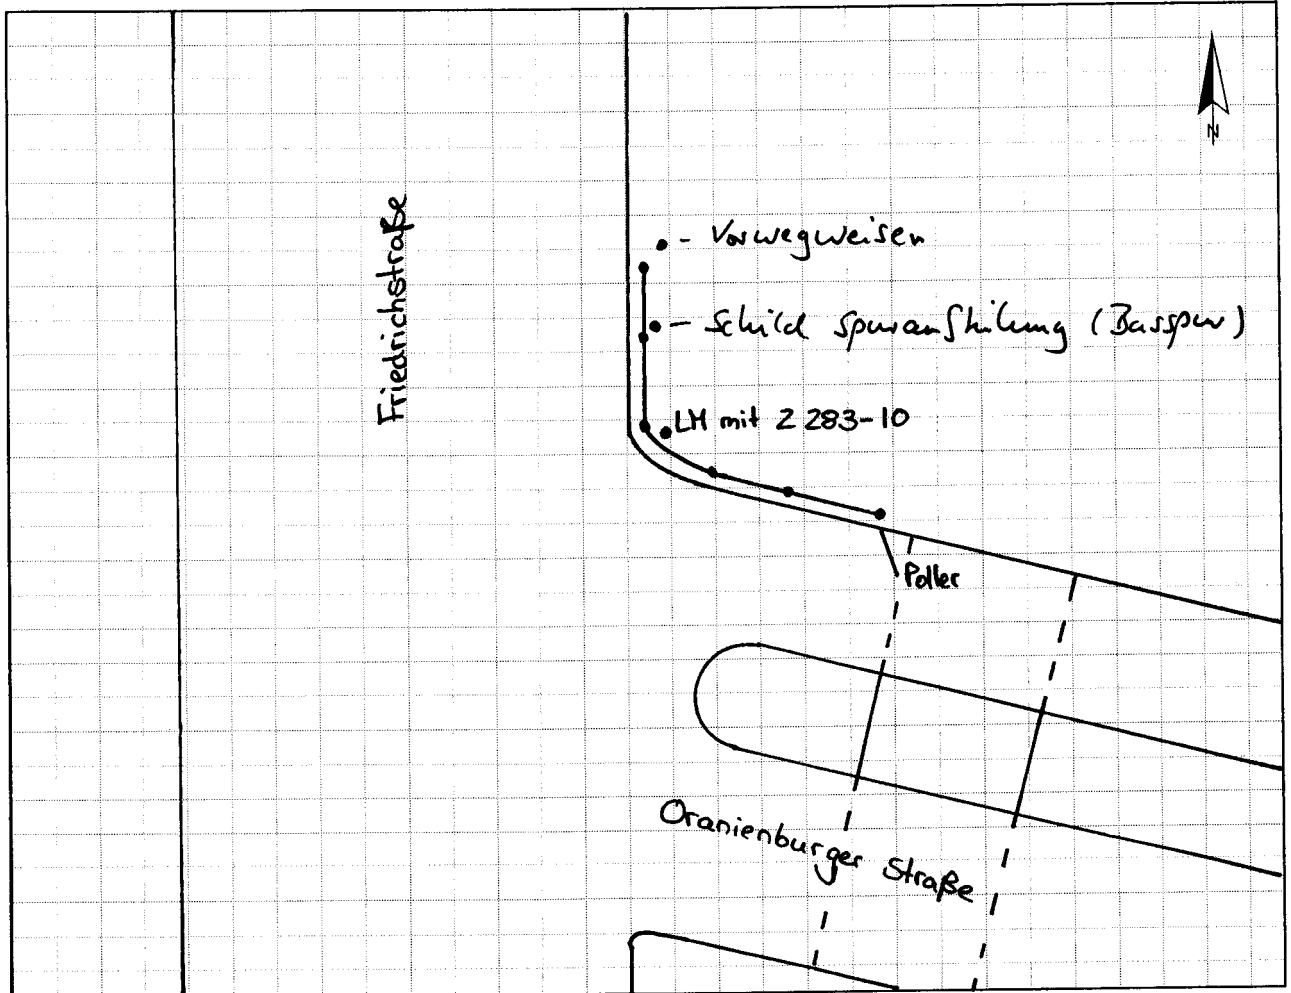 N
Friedrichstraße
- Vorwegweiser
- Schild Spuraufteilung (Busspur)
LM mit Z 283-10
Poller
Oranienburger Straße